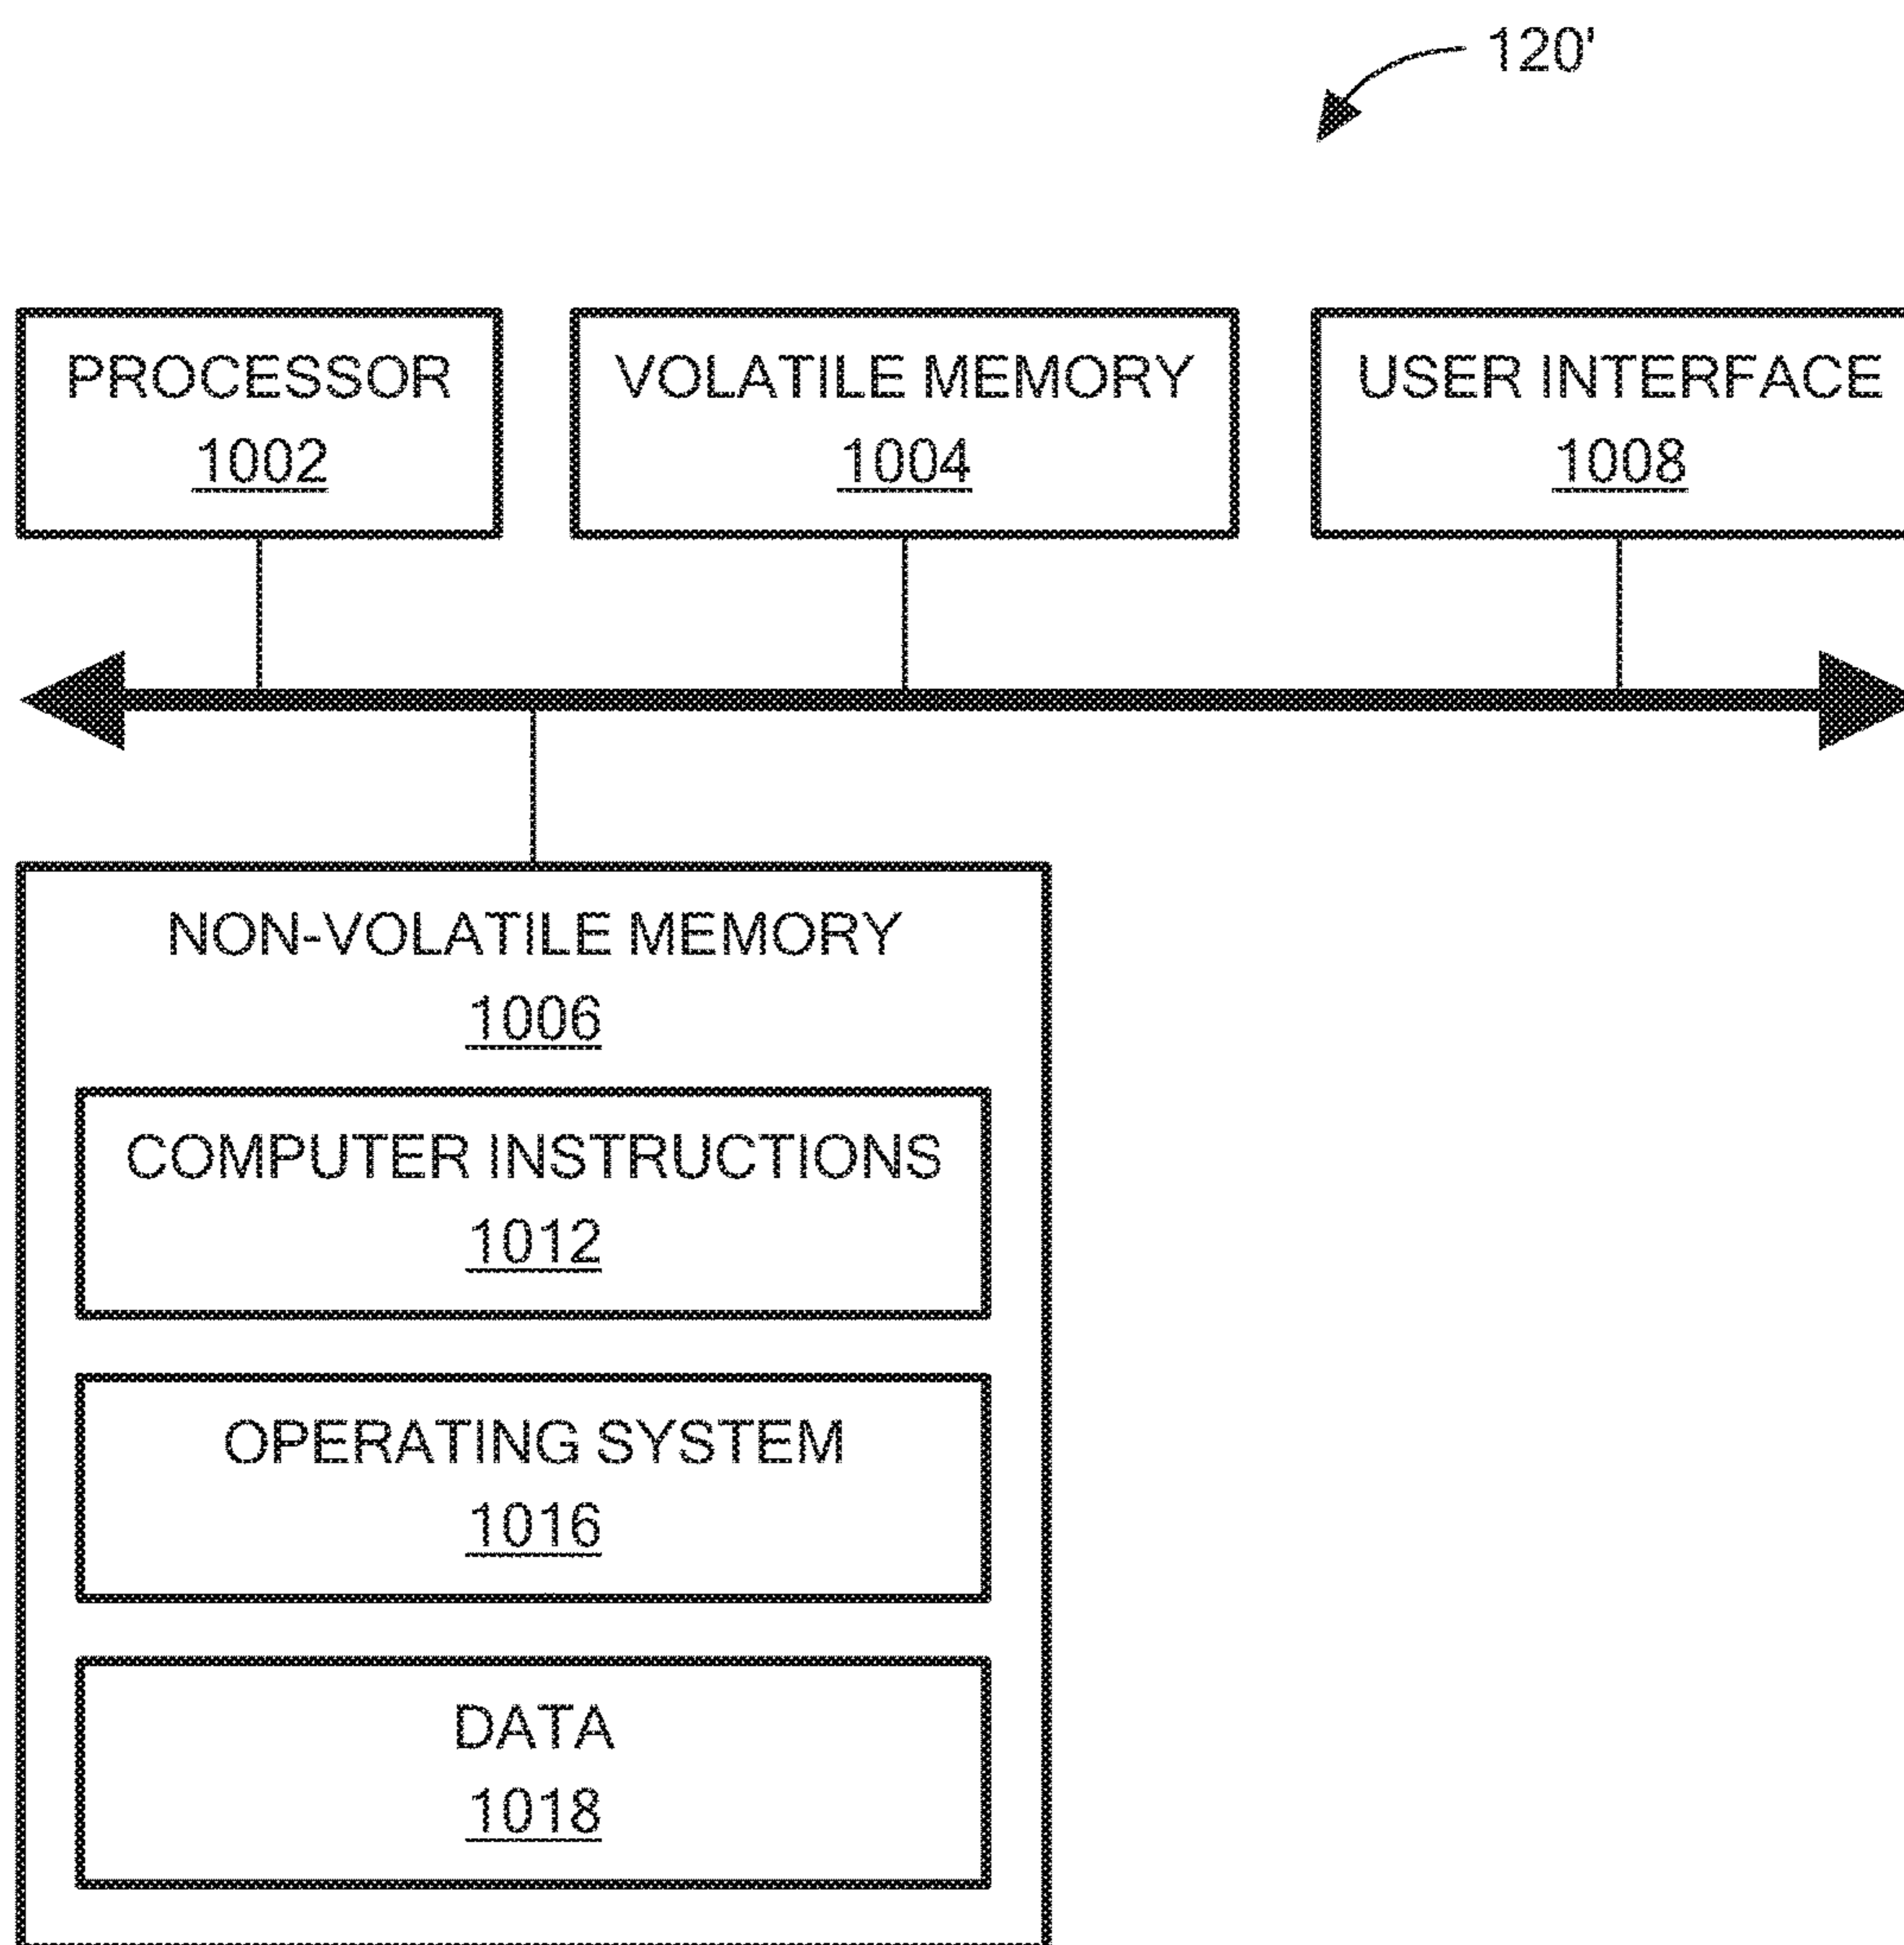 120'
PROCESSOR
1002
VOLATILE MEMORY
1004
USER INTERFACE
1008
NON-VOLATILE MEMORY
1006
COMPUTER INSTRUCTIONS
1012
OPERATING SYSTEM
1016
DATA
1018